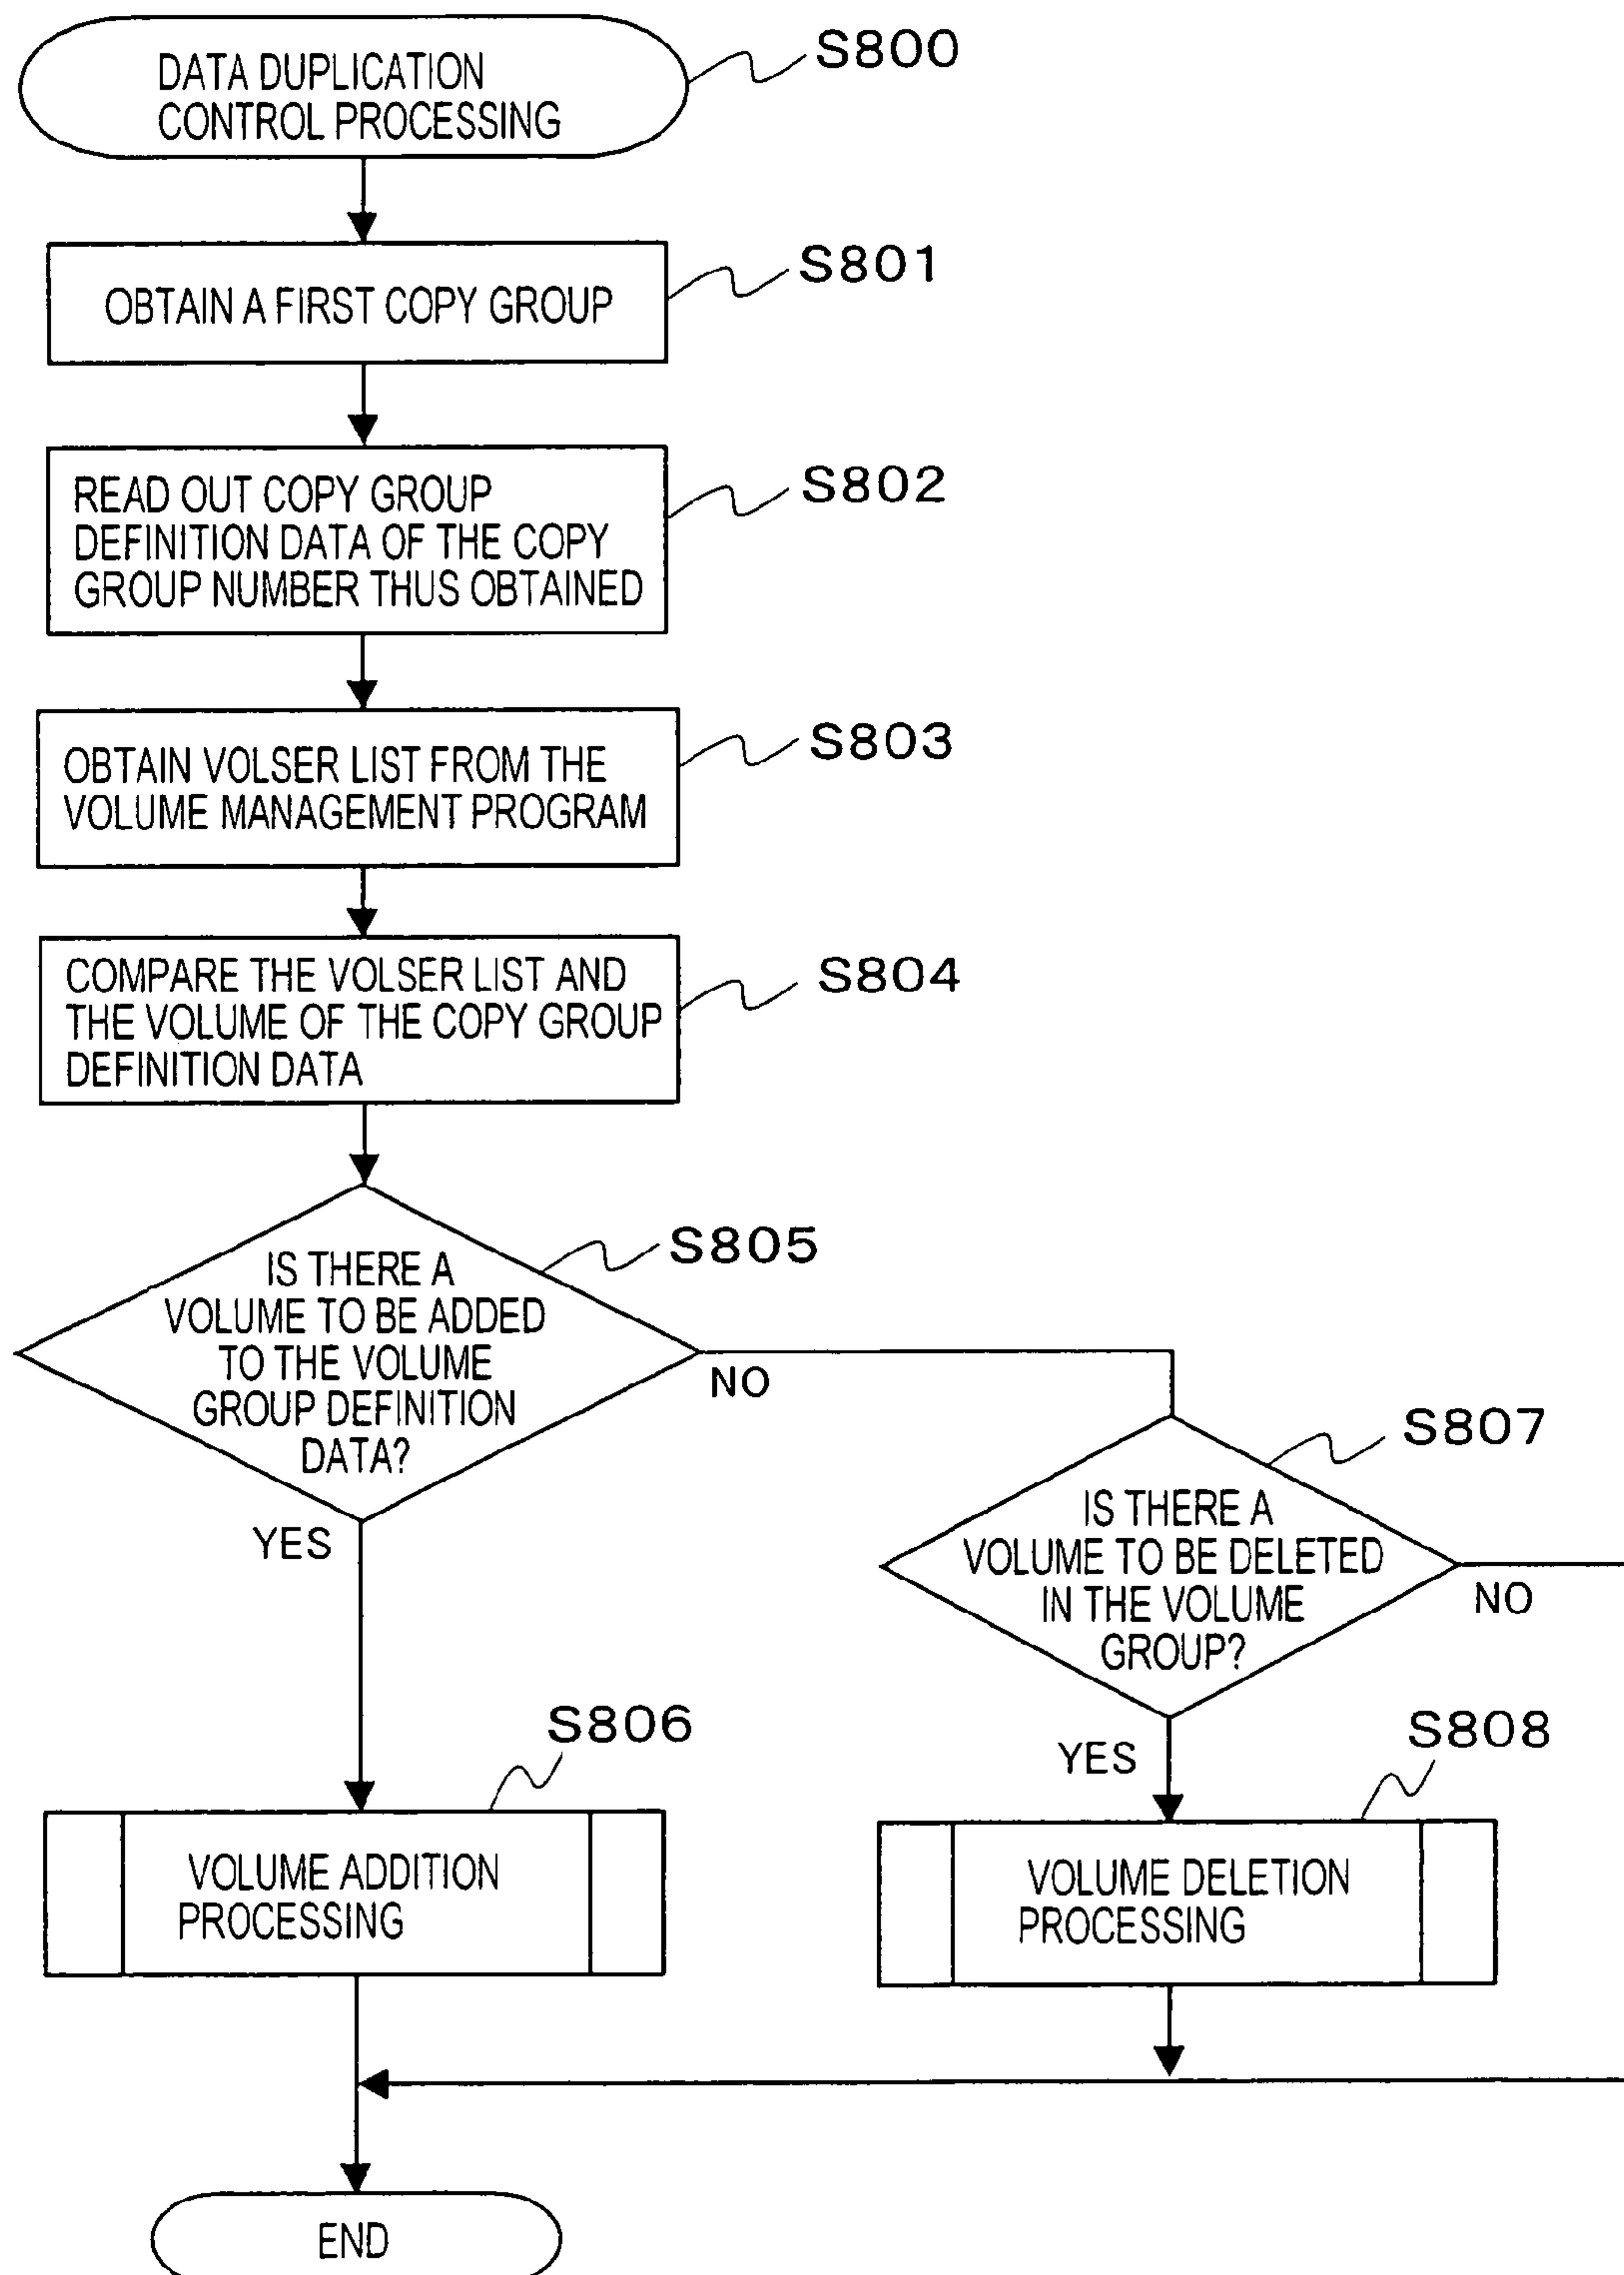 DATA DUPLICATION
CONTROL PROCESSING
S800
OBTAIN A FIRST COPY GROUP
S801
READ OUT COPY GROUP
DEFINITION DATA OF THE COPY
GROUP NUMBER THUS OBTAINED
S802
OBTAIN VOLSER LIST FROM THE
VOLUME MANAGEMENT PROGRAM
S803
COMPARE THE VOLSER LIST AND
THE VOLUME OF THE COPY GROUP
DEFINITION DATA
S804
IS THERE A
VOLUME TO BE ADDED
TO THE VOLUME
GROUP DEFINITION
DATA?
S805
NO
YES
IS THERE A
VOLUME TO BE DELETED
IN THE VOLUME
GROUP?
S807
NO
YES
S806
VOLUME ADDITION
PROCESSING
S808
VOLUME DELETION
PROCESSING
END